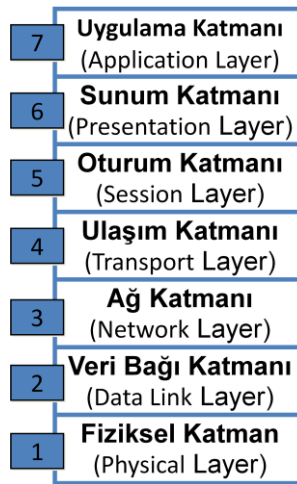 7
Uygulama Katmanı
(Application Layer)
6
Sunum Katmanı
(Presentation Layer)
5
Oturum Katmanı
(Session Layer)
4
Ulaşım Katmanı
(Transport Layer)
3
Ağ Katmanı
(Network Layer)
2
Veri Bağı Katmanı
(Data Link Layer)
1
Fiziksel Katman
(Physical Layer)